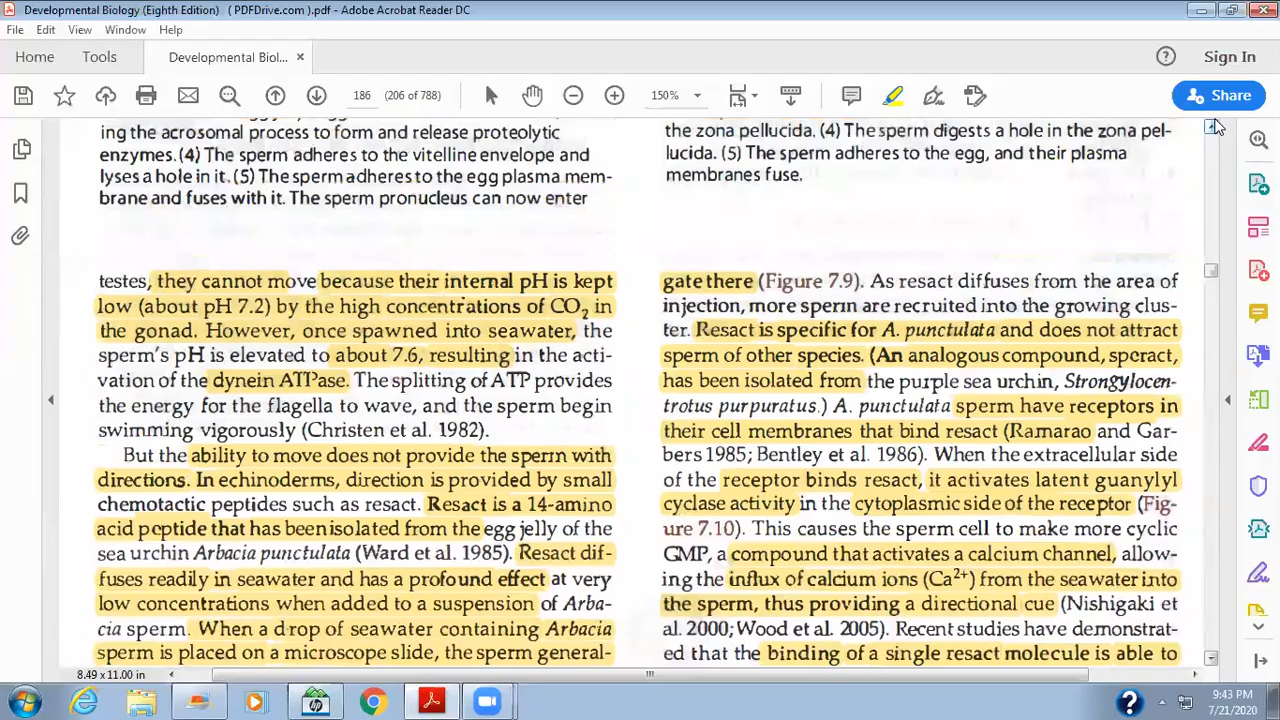 Developmental Biology (Eighth Edition) ( PDFDrive.com ).pdf - Adobe Acrobat Reader DC
File Edit View Window Help
Home Tools Developmental Biol... × Sign In
186 (206 of 788) 150% Share
ing the acrosomal process to form and release proteolytic
enzymes.(4) The sperm adheres to the vitelline envelope and
lyses a hole in it. (5) The sperm adheres to the egg plasma mem-
brane and fuses with it. The sperm pronucleus can now enter
testes, they cannot move because their internal pH is kept
low (about pH 7.2) by the high concentrations of CO2 in
the gonad. However, once spawned into seawater, the
sperm's pH is elevated to about 7.6, resulting in the acti-
vation of the dynein ATPase. The splitting of ATP provides
the energy for the flagella to wave, and the sperm begin
swimming vigorously (Christen et al. 1982).
But the ability to move does not provide the sperm with
directions. In echinoderms, direction is provided by small
chemotactic peptides such as resact. Resact is a 14-amino
acid peptide that has been isolated from the egg jelly of the
sea urchin Arbacia punctulata (Ward et al. 1985). Resact dif-
fuses readily in seawater and has a profound effect at very
low concentrations when added to a suspension of Arba-
cia sperm. When a drop of seawater containing Arbacia
sperm is placed on a microscope slide, the sperm general-
the zona pellucida. (4) The sperm digests a hole in the zona pel-
lucida. (5) The sperm adheres to the egg, and their plasma
membranes fuse.
gate there (Figure 7.9). As resact diffuses from the area of
injection, more sperm are recruited into the growing clus-
ter. Resact is specific for A. punctulata and does not attract
sperm of other species. (An analogous compound, speract,
has been isolated from the purple sea urchin, Strongylocen-
trotus purpuratus.) A. punctulata sperm have receptors in
their cell membranes that bind resact (Ramarao and Gar-
bers 1985; Bentley et al. 1986). When the extracellular side
of the receptor binds resact, it activates latent guanylyl
cyclase activity in the cytoplasmic side of the receptor (Fig-
ure 7.10). This causes the sperm cell to make more cyclic
GMP, a compound that activates a calcium channel, allow-
ing the influx of calcium ions (Ca2+) from the seawater into
the sperm, thus providing a directional cue (Nishigaki et
al. 2000; Wood et al. 2005). Recent studies have demonstrat-
ed that the binding of a single resact molecule is able to
8.49 x 11.00 in
9:43 PM
7/21/2020